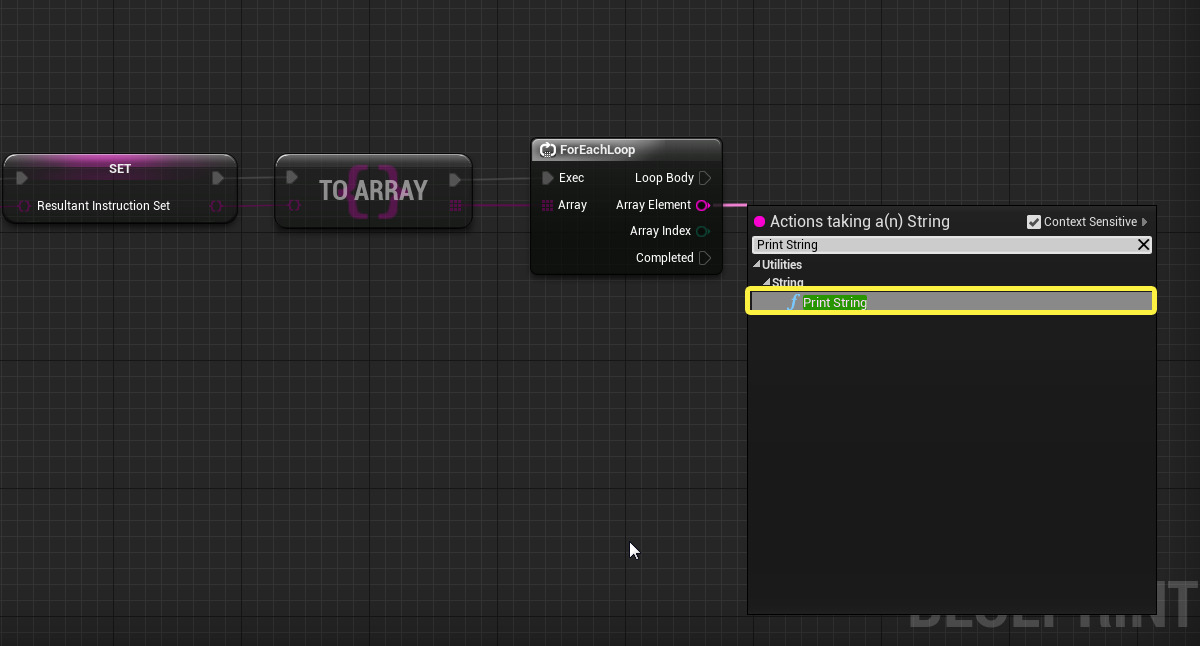 SET
Resultant Instruction Set
TO ARRAY
ForEachLoop
Exec
Loop Body
Array
Array Element
Array Index
Completed
Actions taking a(n) String
Context Sensitive
Print String
Utilities
String
Print String
BLUEPRINT